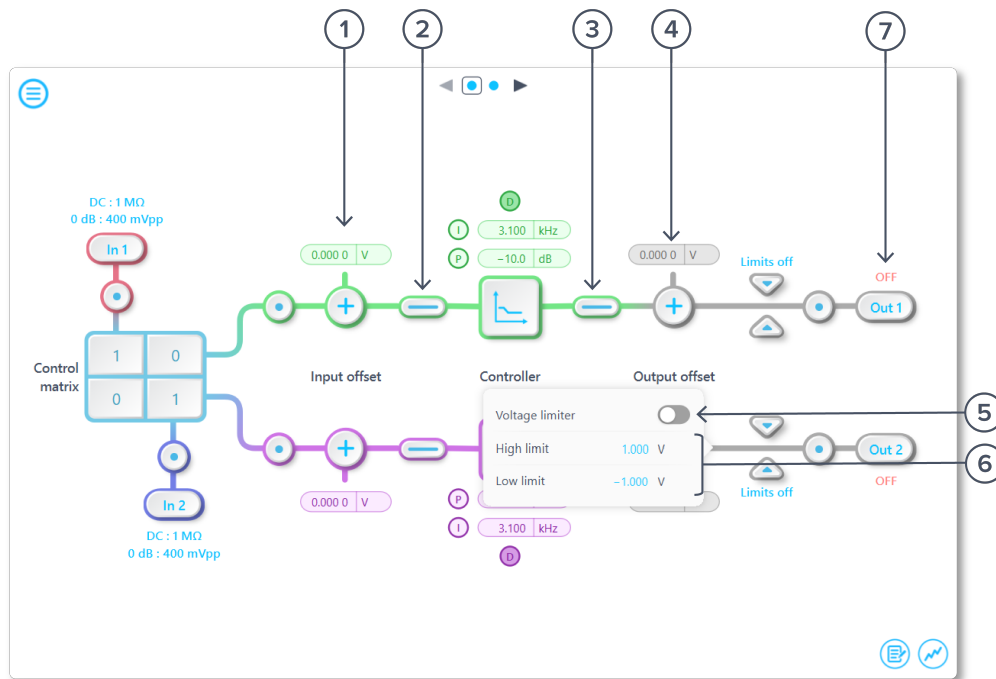 1 2 3 4 7
DC : 1 MΩ
0 dB : 400 mVpp
In 1
D
I 3.100 kHz
P −10.0 dB
0.000 0 V
0.000 0 V
Limits off
OFF
Out 1
Control
matrix
1 0
0 1
Input offset
Controller
Output offset
Voltage limiter
5
High limit 1.000 V
Low limit −1.000 V
6
Out 2
OFF
Limits off
In 2
DC : 1 MΩ
0 dB : 400 mVpp
0.000 0 V
P
I 3.100 kHz
D